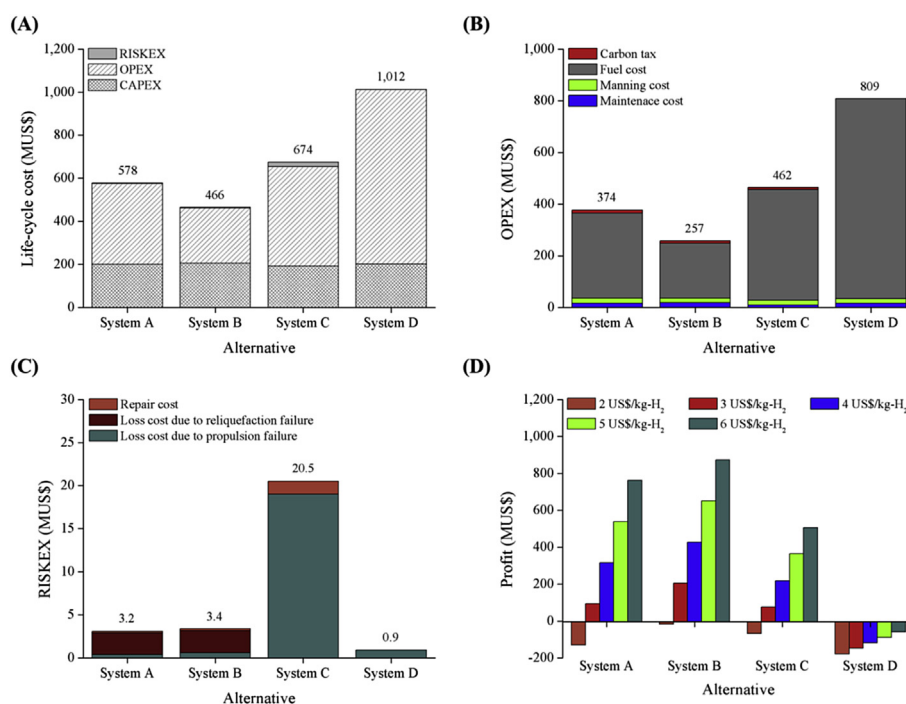 (A)
1,200
1,000
800
600
400
200
0
Life-cycle cost (MUS$)
RISKEX
OPEX
CAPEX
578
466
674
1,012
System A
System B
System C
System D
Alternative
(B)
1,000
800
600
400
200
0
OPEX (MUS$)
Carbon tax
Fuel cost
Manning cost
Maintenace cost
374
257
462
809
System A
System B
System C
System D
Alternative
(C)
30
25
20
15
10
5
0
RISKEX (MUS$)
Repair cost
Loss cost due to reliquefaction failure
Loss cost due to propulsion failure
3.2
3.4
20.5
0.9
System A
System B
System C
System D
Alternative
(D)
2 US$/kg-H₂
3 US$/kg-H₂
4 US$/kg-H₂
5 US$/kg-H₂
6 US$/kg-H₂
1,200
1,000
800
600
400
200
0
-200
Profit (MUS$)
System A
System B
System C
System D
Alternative